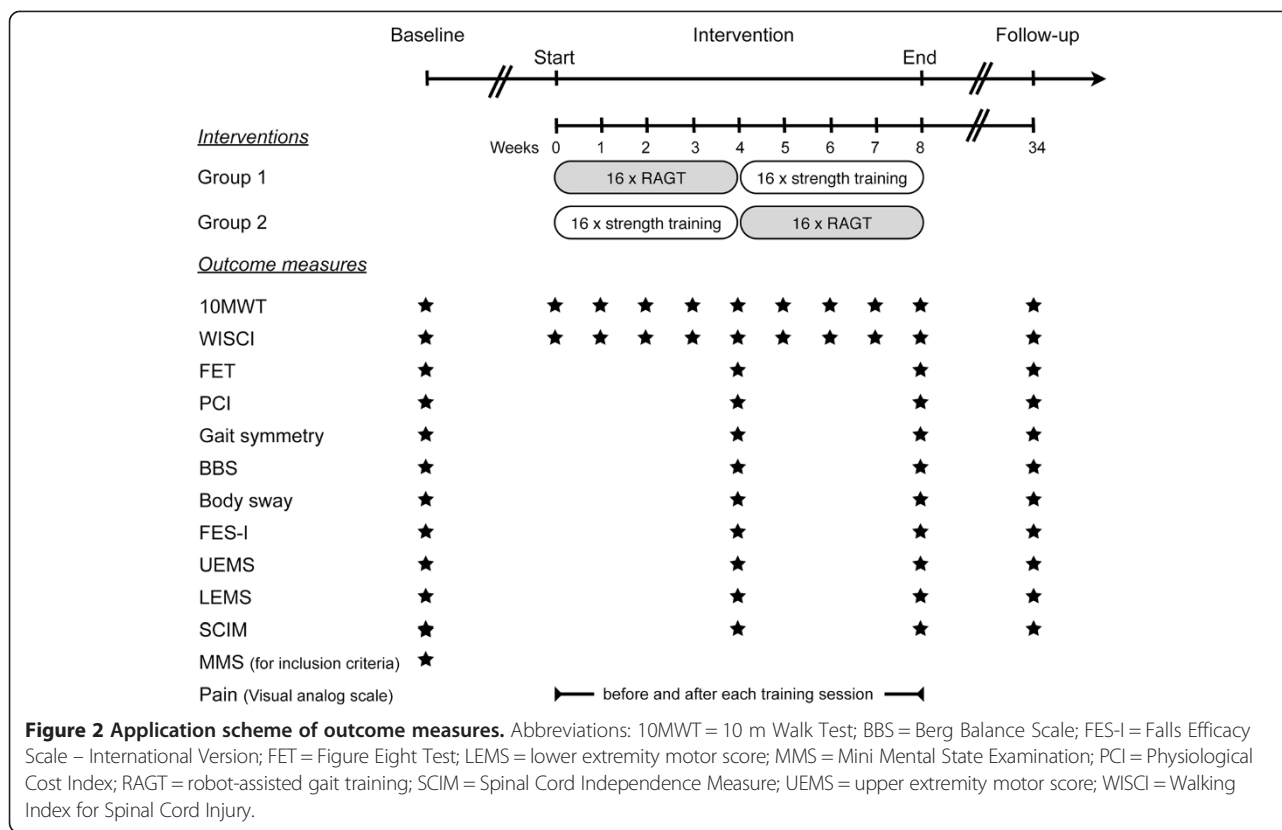 Baseline Intervention Follow-up
Start End
Interventions
Weeks 0 1 2 3 4 5 6 7 8 34
Group 1 16 x RAGT 16 x strength training
Group 2 16 x strength training 16 x RAGT
Outcome measures
10MWT ★ ★ ★ ★ ★ ★ ★ ★ ★ ★ ★
WISCI ★ ★ ★ ★ ★ ★ ★ ★ ★ ★ ★
FET ★ ★ ★ ★
PCI ★ ★ ★ ★
Gait symmetry ★ ★ ★ ★
BBS ★ ★ ★ ★
Body sway ★ ★ ★ ★
FES-I ★ ★ ★ ★
UEMS ★ ★ ★ ★
LEMS ★ ★ ★ ★
SCIM ★ ★ ★ ★
MMS (for inclusion criteria) ★
Pain (Visual analog scale) before and after each training session
Figure 2 Application scheme of outcome measures. Abbreviations: 10MWT = 10 m Walk Test; BBS = Berg Balance Scale; FES-I = Falls Efficacy
Scale – International Version; FET = Figure Eight Test; LEMS = lower extremity motor score; MMS = Mini Mental State Examination; PCI = Physiological
Cost Index; RAGT = robot-assisted gait training; SCIM = Spinal Cord Independence Measure; UEMS = upper extremity motor score; WISCI = Walking
Index for Spinal Cord Injury.